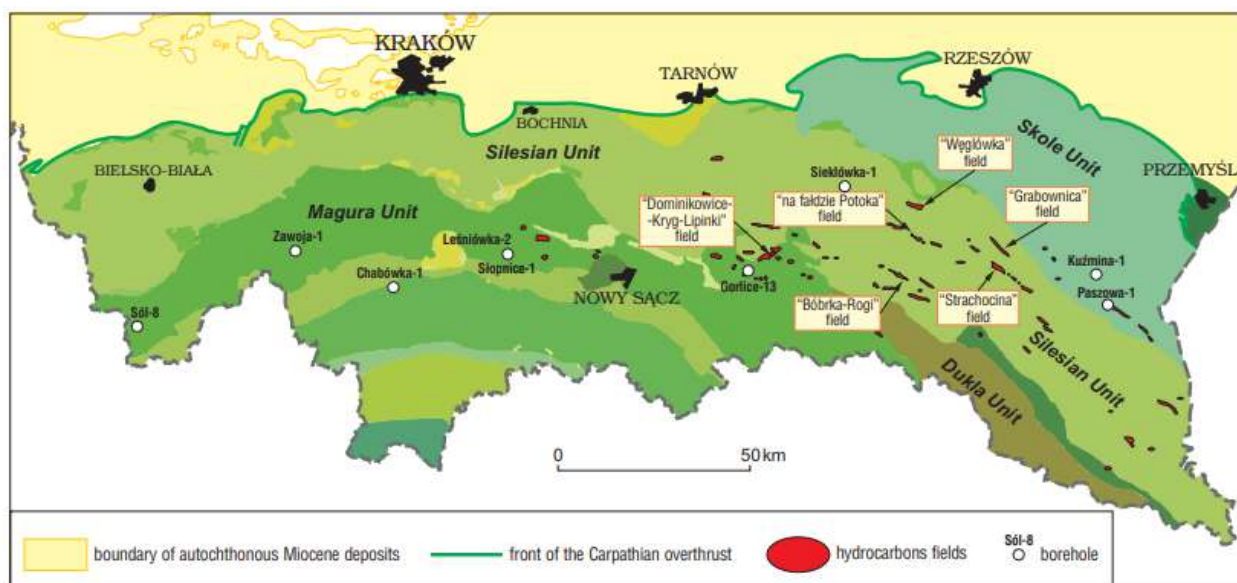 KRAKÓW
TARNÓW
RZESZÓW
BOCHNIA
Silesian Unit
Skole Unit
"Węglówka"
field
PRZEMYŚL
BIELSKO-BIAŁA
Sieklówka-1
"Grabownica"
field
"na fałdzie Potoka"
field
"Dominikowice-
-Kryg-Lipinki"
field
Magura Unit
Zawoja-1
Leśniówka-2
Słopnice-1
Chabówka-1
NOWY SĄCZ
Gorlice-13
Kuźmina-1
Paszowa-1
"Bóbrka-Rogi"
field
"Strachocina"
field
Sól-8
Silesian Unit
Dukla Unit
0 50 km
boundary of autochthonous Miocene deposits
front of the Carpathian overthrust
hydrocarbons fields
Sól-8
borehole